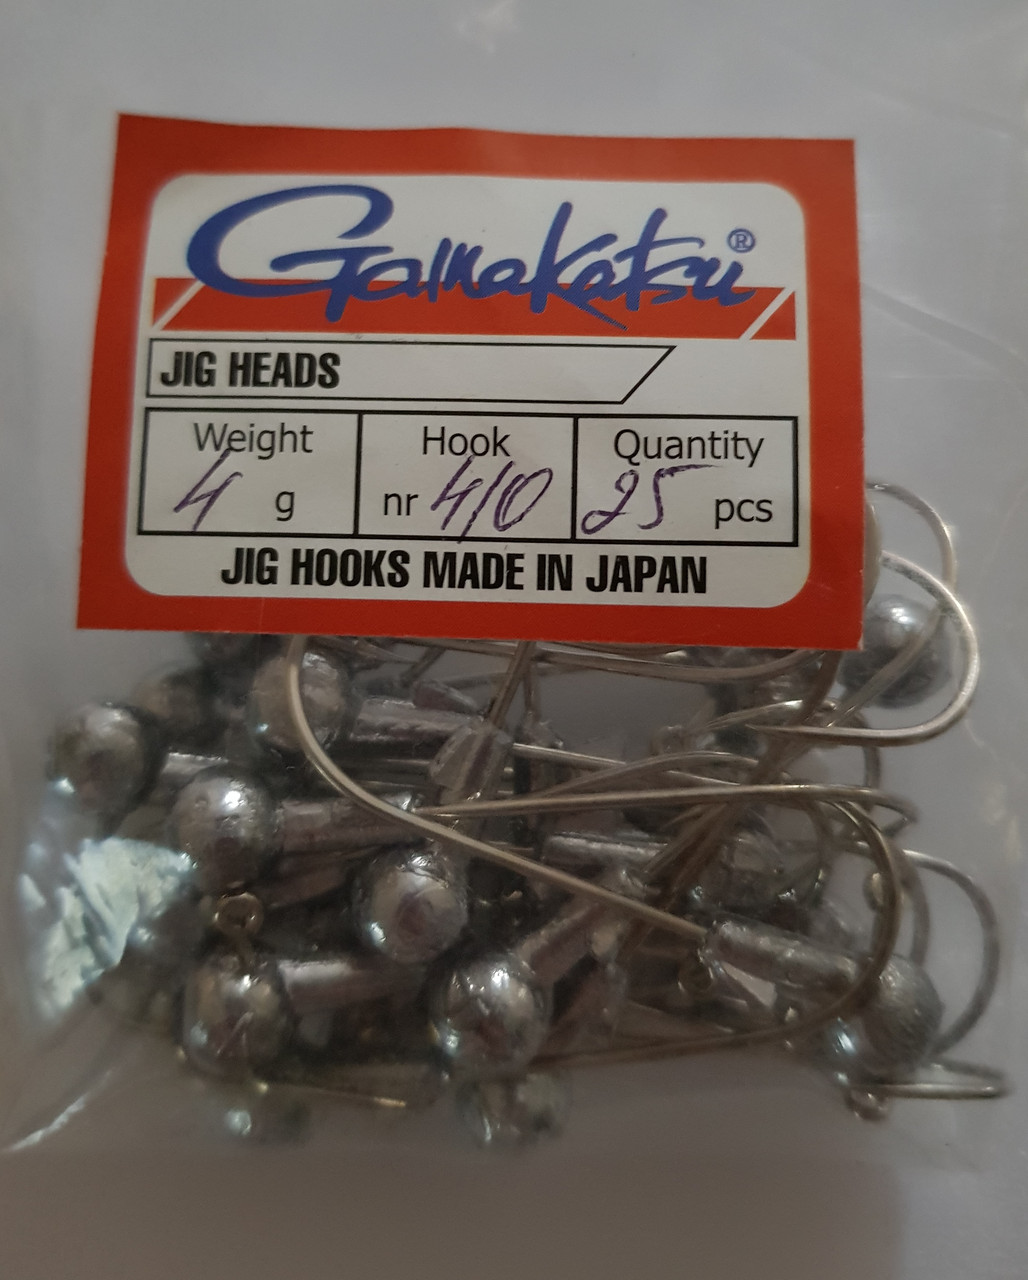 Gamakatsu®
JIG HEADS
Weight Hook Quantity
4 g nr 4/0 25 pcs
JIG HOOKS MADE IN JAPAN